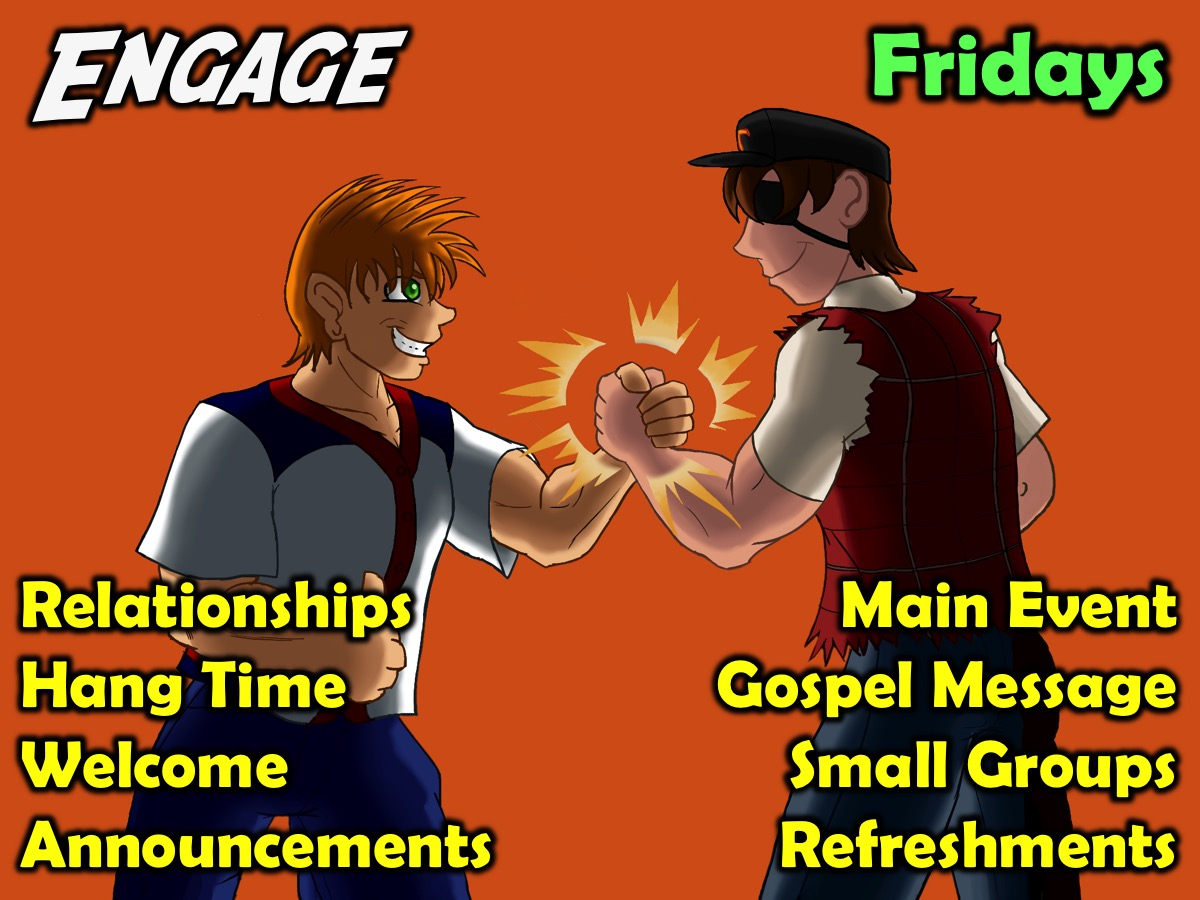 Engage
Fridays
Relationships
Hang Time
Welcome
Announcements
Main Event
Gospel Message
Small Groups
Refreshments